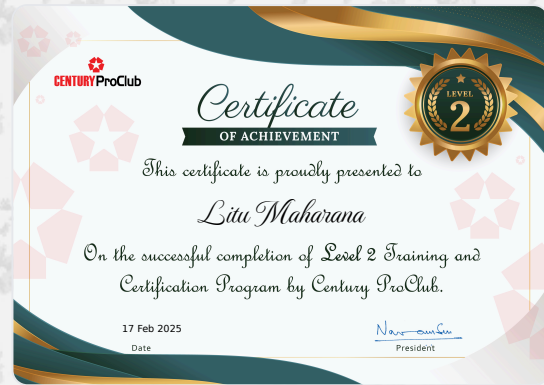 CENTURY ProClub
Certificate
OF ACHIEVEMENT
LEVEL
2
This certificate is proudly presented to
Litu Maharana
On the successful completion of Level 2 Training and
Certification Program by Century ProClub.
17 Feb 2025
Date
President